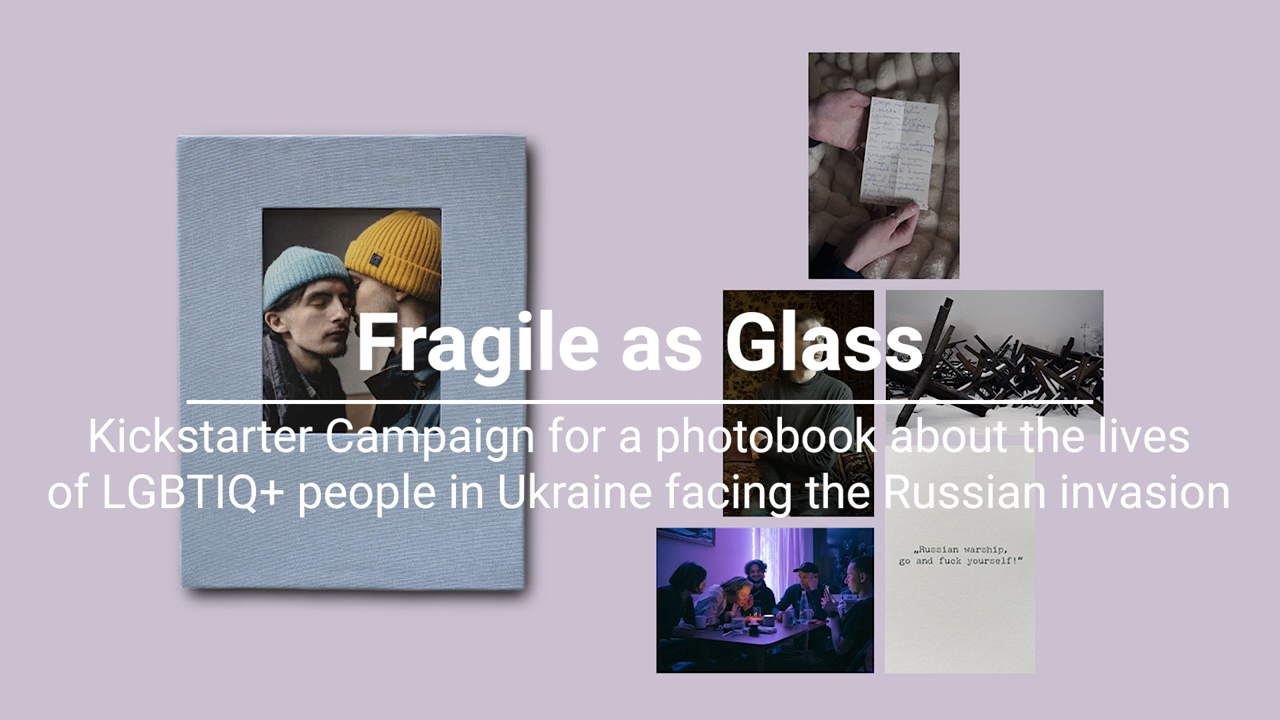 Fragile as Glass
Kickstarter Campaign for a photobook about the lives
of LGBTIQ+ people in Ukraine facing the Russian invasion
„Russian warship,
go and fuck yourself!”